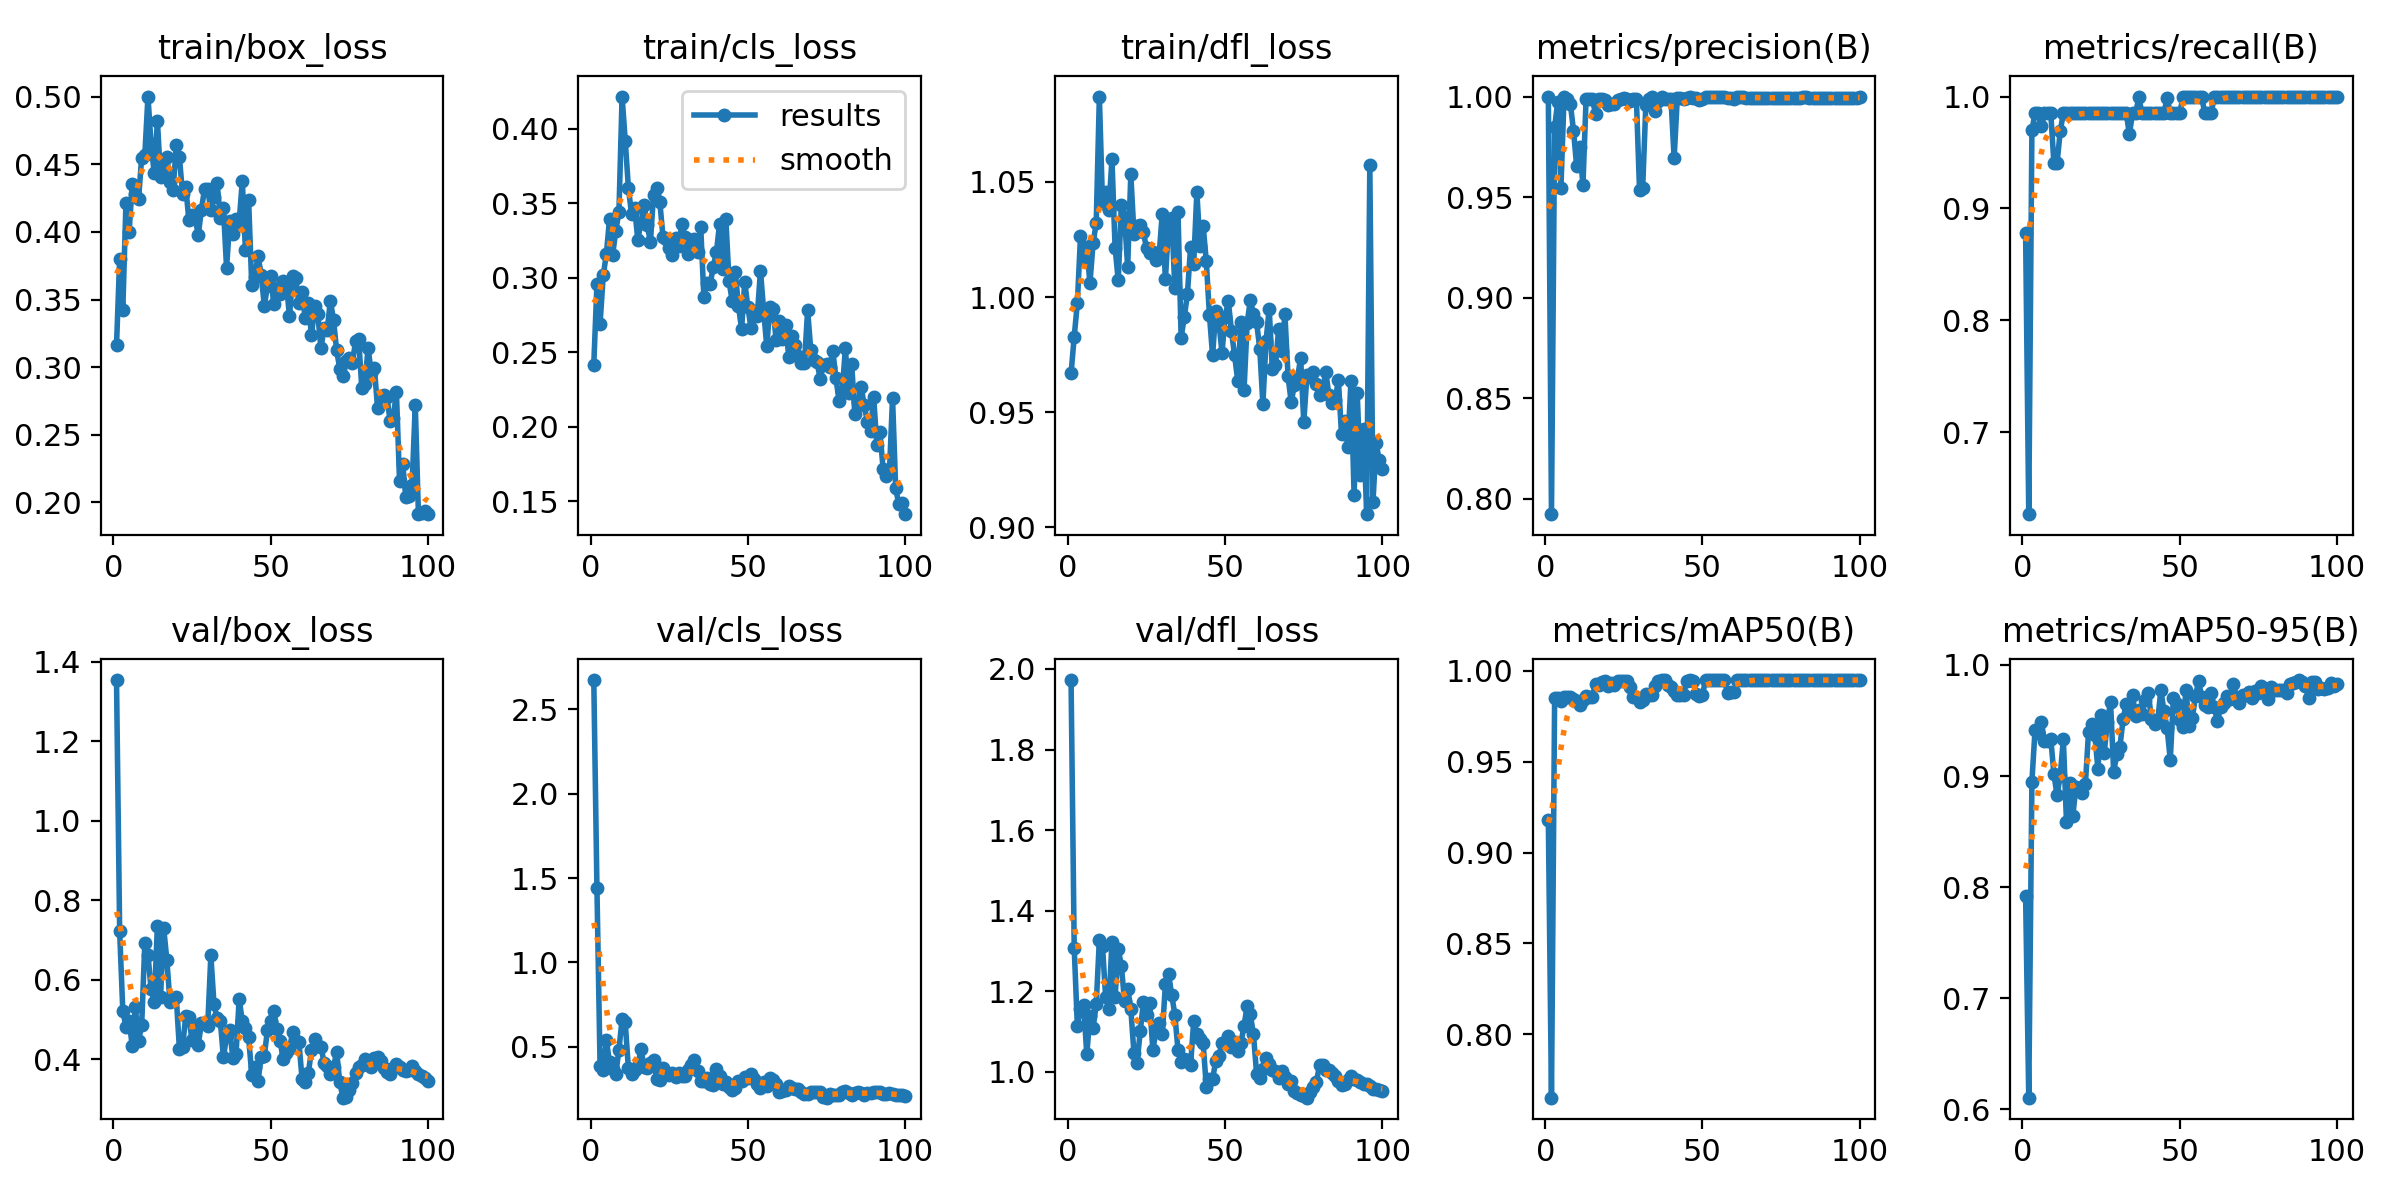 train/box_loss
train/cls_loss
train/dfl_loss
metrics/precision(B)
metrics/recall(B)
0.50
0.45
0.40
0.35
0.30
0.25
0.20
0 50 100
results
smooth
0.40
0.35
0.30
0.25
0.20
0.15
0 50 100
1.05
1.00
0.95
0.90
0 50 100
1.00
0.95
0.90
0.85
0.80
0 50 100
1.0
0.9
0.8
0.7
0 50 100
val/box_loss
val/cls_loss
val/dfl_loss
metrics/mAP50(B)
metrics/mAP50-95(B)
1.4
1.2
1.0
0.8
0.6
0.4
0 50 100
2.5
2.0
1.5
1.0
0.5
0 50 100
2.0
1.8
1.6
1.4
1.2
1.0
0 50 100
1.00
0.95
0.90
0.85
0.80
0 50 100
1.0
0.9
0.8
0.7
0.6
0 50 100